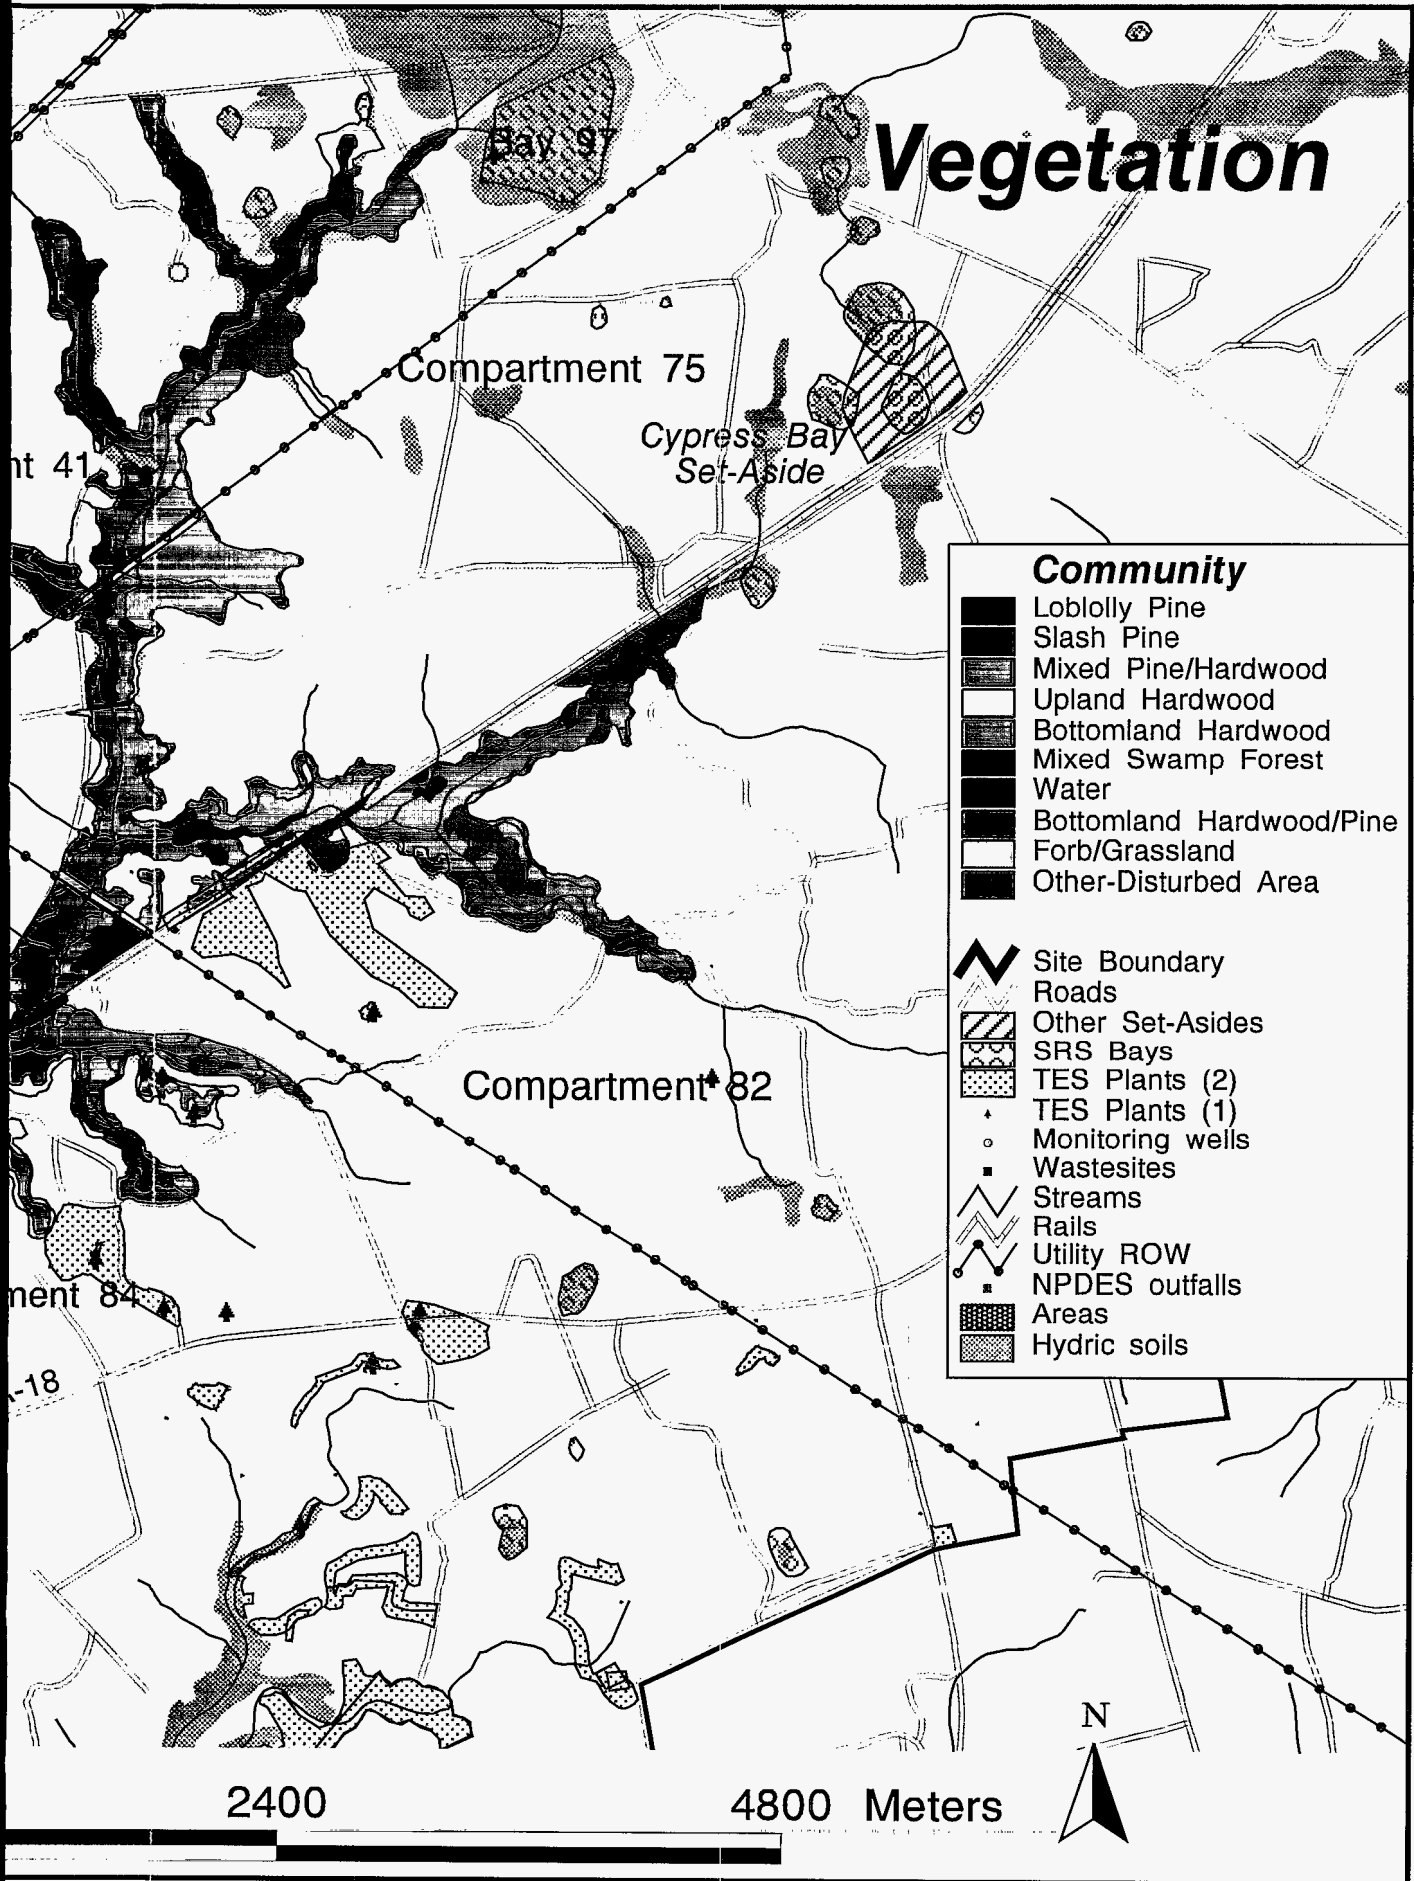 Vegetation
Bay 97
Compartment 75
Cypress Bay
Set-Aside
nt 41
Compartment 82
ment 84
-18
Community
Loblolly Pine
Slash Pine
Mixed Pine/Hardwood
Upland Hardwood
Bottomland Hardwood
Mixed Swamp Forest
Water
Bottomland Hardwood/Pine
Forb/Grassland
Other-Disturbed Area
Site Boundary
Roads
Other Set-Asides
SRS Bays
TES Plants (2)
TES Plants (1)
Monitoring wells
Wastesites
Streams
Rails
Utility ROW
NPDES outfalls
Areas
Hydric soils
N
2400 4800 Meters